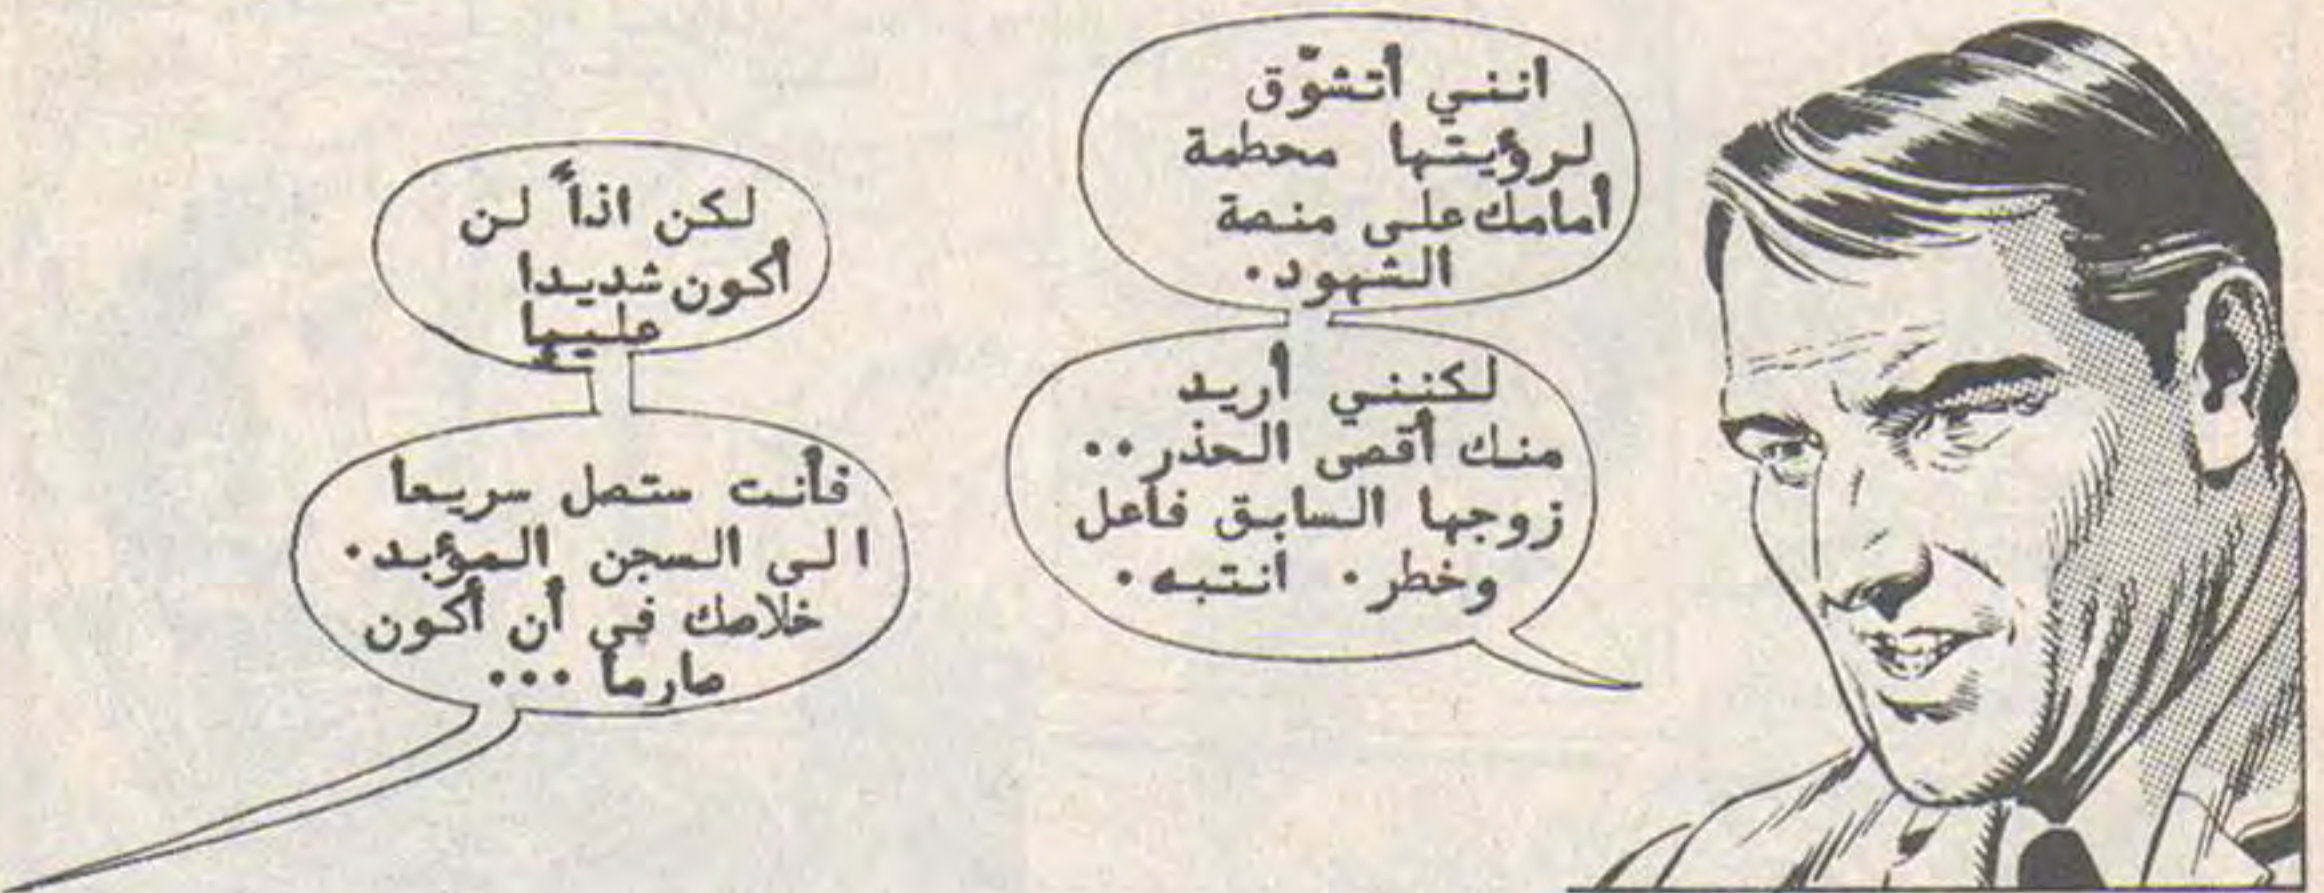 انني أتشوّق
لرؤيتها محطمة
أمامك على منصة
الشهود.
لكنني أريد
منك أقصى الحذر..
زوجها السابق فاعل
وخطر. انتبه.
لكن اذاً لن
أكون شديدا
عليها
فأنت ستصل سريعا
الى السجن المؤبد.
خلاصك في أن أكون
صارما ...